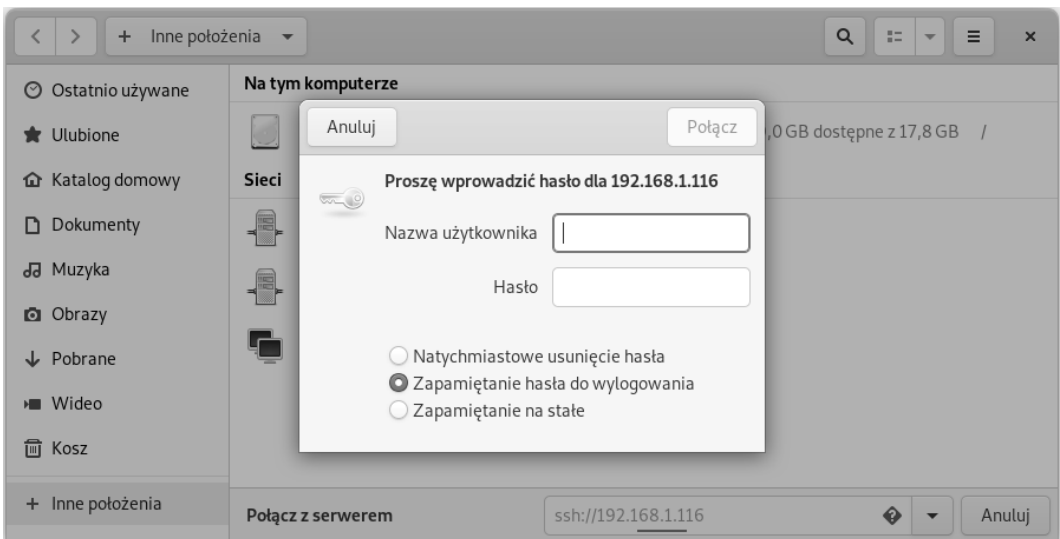 Inne położenia
Ostatnio używane
Ulubione
Katalog domowy
Dokumenty
Muzyka
Obrazy
Pobrane
Wideo
Kosz
+ Inne położenia
Na tym komputerze
,0 GB dostępne z 17,8 GB /
Sieci
Anuluj
Połącz
Proszę wprowadzić hasło dla 192.168.1.116
Nazwa użytkownika
Hasło
Natychmiastowe usunięcie hasła
Zapamiętanie hasła do wylogowania
Zapamiętanie na stałe
Połącz z serwerem
ssh://192.168.1.116
Anuluj